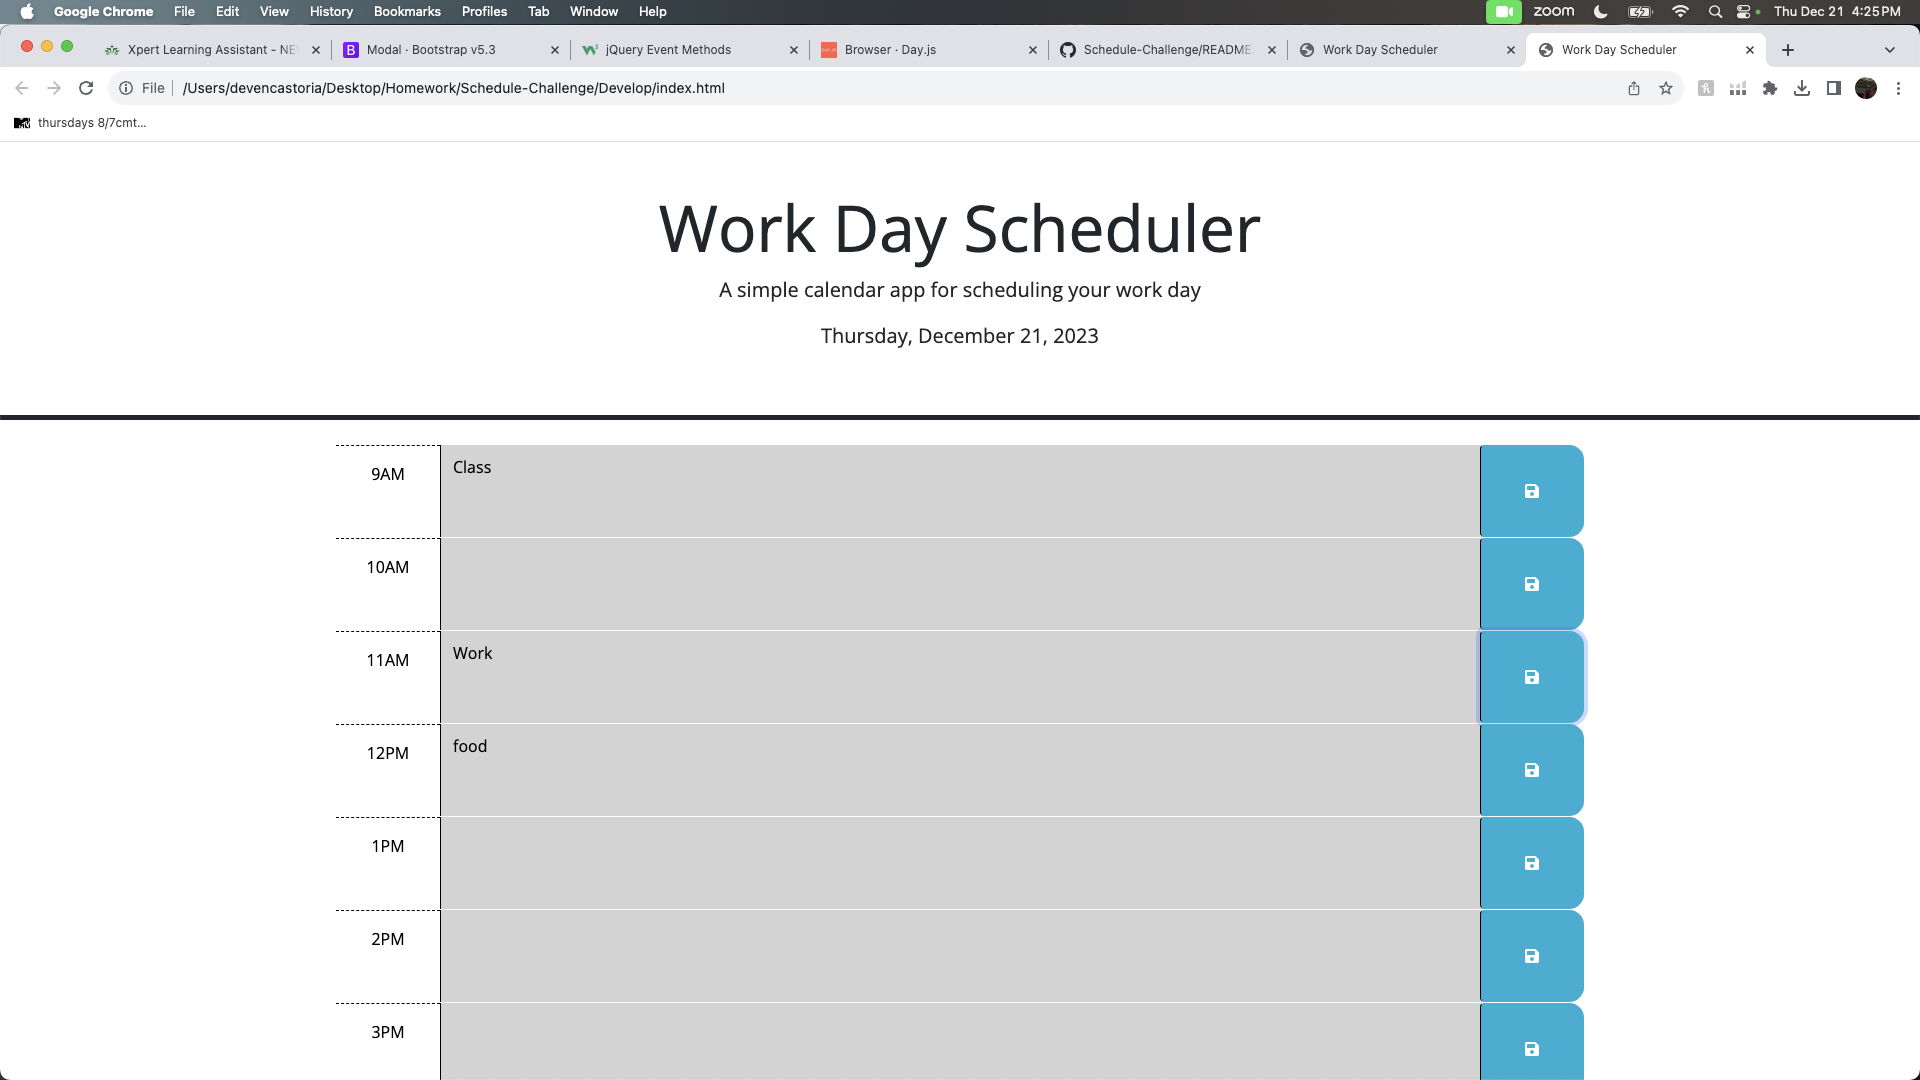 Google Chrome File Edit View History Bookmarks Profiles Tab Window Help zoom Thu Dec 21 4:25 PM
Xpert Learning Assistant - NE Modal · Bootstrap v5.3 jQuery Event Methods Browser · Day.js Schedule-Challenge/README. Work Day Scheduler Work Day Scheduler
File /Users/devencastoria/Desktop/Homework/Schedule-Challenge/Develop/index.html
thursdays 8/7cmt...
Work Day Scheduler
A simple calendar app for scheduling your work day
Thursday, December 21, 2023
9AM Class
10AM
11AM Work
12PM food
1PM
2PM
3PM